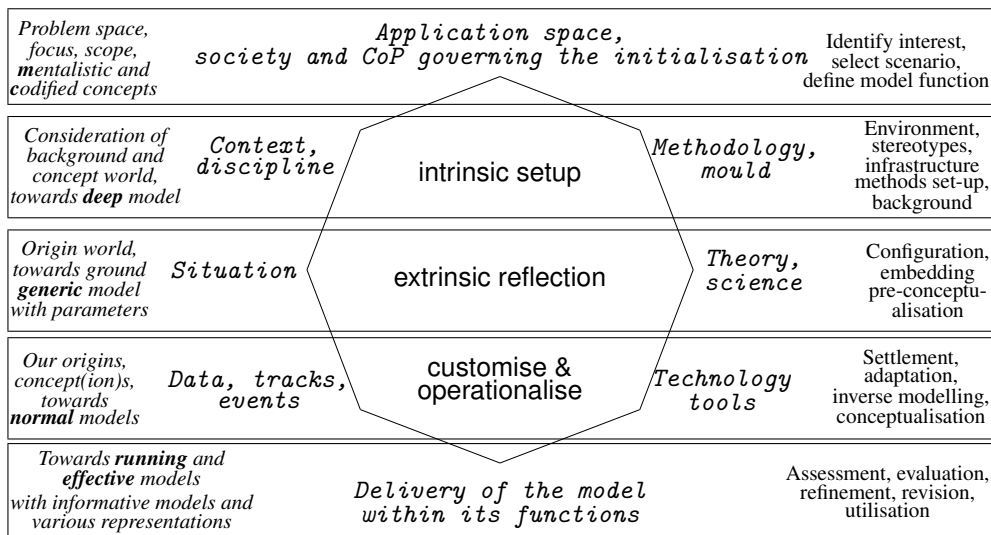 Problem space,
focus, scope,
mentalistic and
codified concepts
Application space,
society and CoP governing the initialisation
Identify interest,
select scenario,
define model function
Consideration of
background and
concept world,
towards deep model
Context,
discipline
intrinsic setup
Methodology,
mould
Environment,
stereotypes,
infrastructure
methods set-up,
background
Origin world,
towards ground
generic model
with parameters
Situation
extrinsic reflection
Theory,
science
Configuration,
embedding
pre-conceptu-
alisation
Our origins,
concept(ion)s,
towards
normal models
Data, tracks,
events
customise &
operationalise
Technology
tools
Settlement,
adaptation,
inverse modelling,
conceptualisation
Towards running and
effective models
with informative models and
various representations
Delivery of the model
within its functions
Assessment, evaluation,
refinement, revision,
utilisation